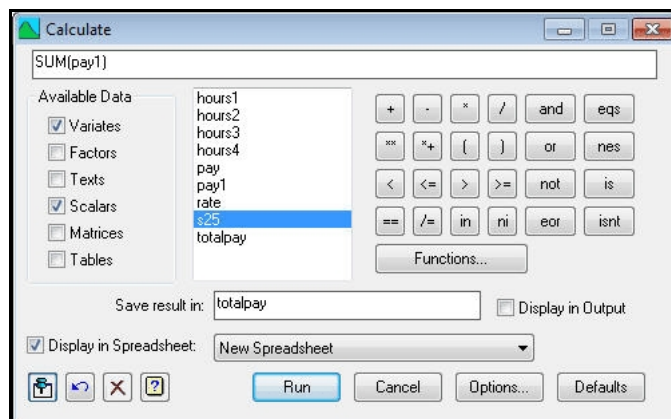 Calculate
SUM(pay1)
Available Data
Variates
Factors
Texts
Scalars
Matrices
Tables
hours1
hours2
hours3
hours4
pay
pay1
rate
s25
totalpay
+ - * / and eqs
** *+ ( ) or nes
< <= > >= not is
== /= in ni eor isnt
Functions...
Save result in: totalpay Display in Output
Display in Spreadsheet: New Spreadsheet
? Run Cancel Options... Defaults